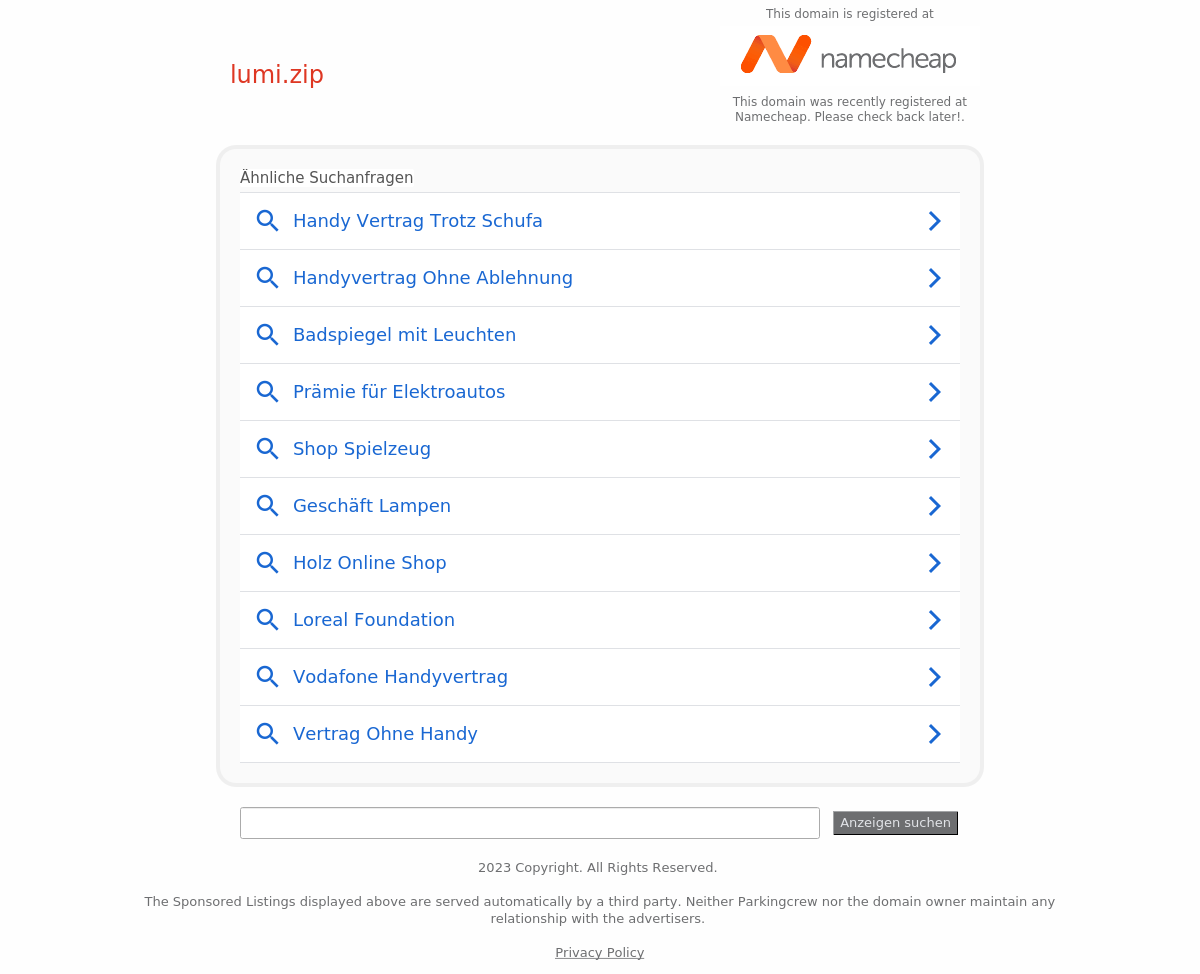 This domain is registered at
namecheap
lumi.zip
This domain was recently registered at
Namecheap. Please check back later!.
Ähnliche Suchanfragen
Handy Vertrag Trotz Schufa
Handyvertrag Ohne Ablehnung
Badspiegel mit Leuchten
Prämie für Elektroautos
Shop Spielzeug
Geschäft Lampen
Holz Online Shop
Loreal Foundation
Vodafone Handyvertrag
Vertrag Ohne Handy
Anzeigen suchen
2023 Copyright. All Rights Reserved.
The Sponsored Listings displayed above are served automatically by a third party. Neither Parkingcrew nor the domain owner maintain any
relationship with the advertisers.
Privacy Policy